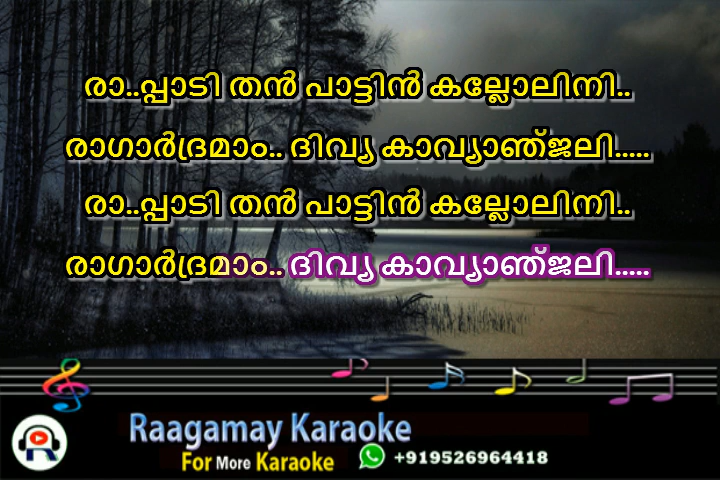 രാ..പ്പാടി തൻ പാട്ടിൻ കല്ലോലിനി..
രാഗാർദ്രമാം.. ദിവ്യ കാവ്യാഞ്ജലി.....
രാ..പ്പാടി തൻ പാട്ടിൻ കല്ലോലിനി..
രാഗാർദ്രമാം.. ദിവ്യ കാവ്യാഞ്ജലി.....
Raagamay Karaoke
For More Karaoke +919526964418